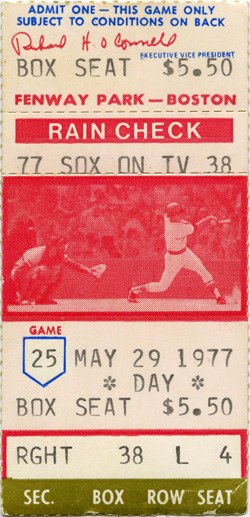 ADMIT ONE — THIS GAME ONLY
SUBJECT TO CONDITIONS ON BACK
Richard H. O'Connell
EXECUTIVE VICE PRESIDENT
BOX SEAT $5.50
FENWAY PARK — BOSTON
RAIN CHECK
77 SOX ON TV 38
GAME
25 MAY 29 1977
* DAY *
BOX SEAT $5.50
RGHT 38 L 4
SEC. BOX ROW SEAT